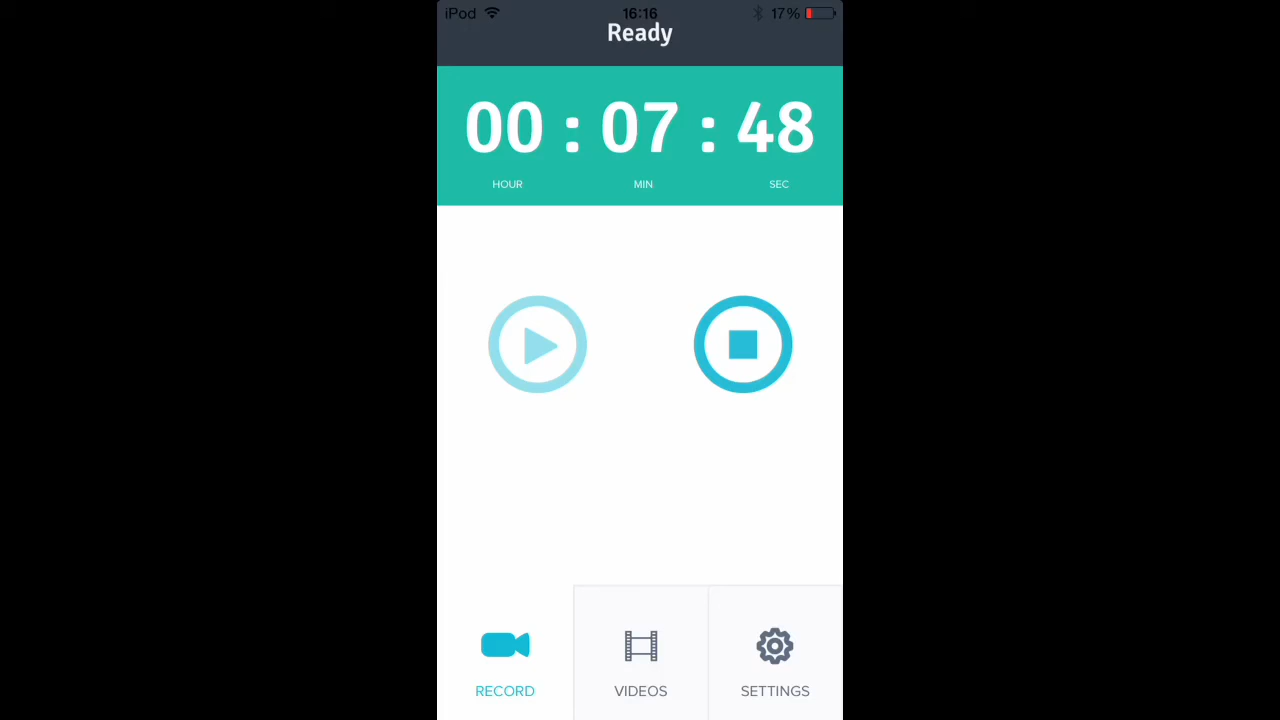 iPod 16:16 17%
Ready
00 : 07 : 48
HOUR MIN SEC
RECORD VIDEOS SETTINGS